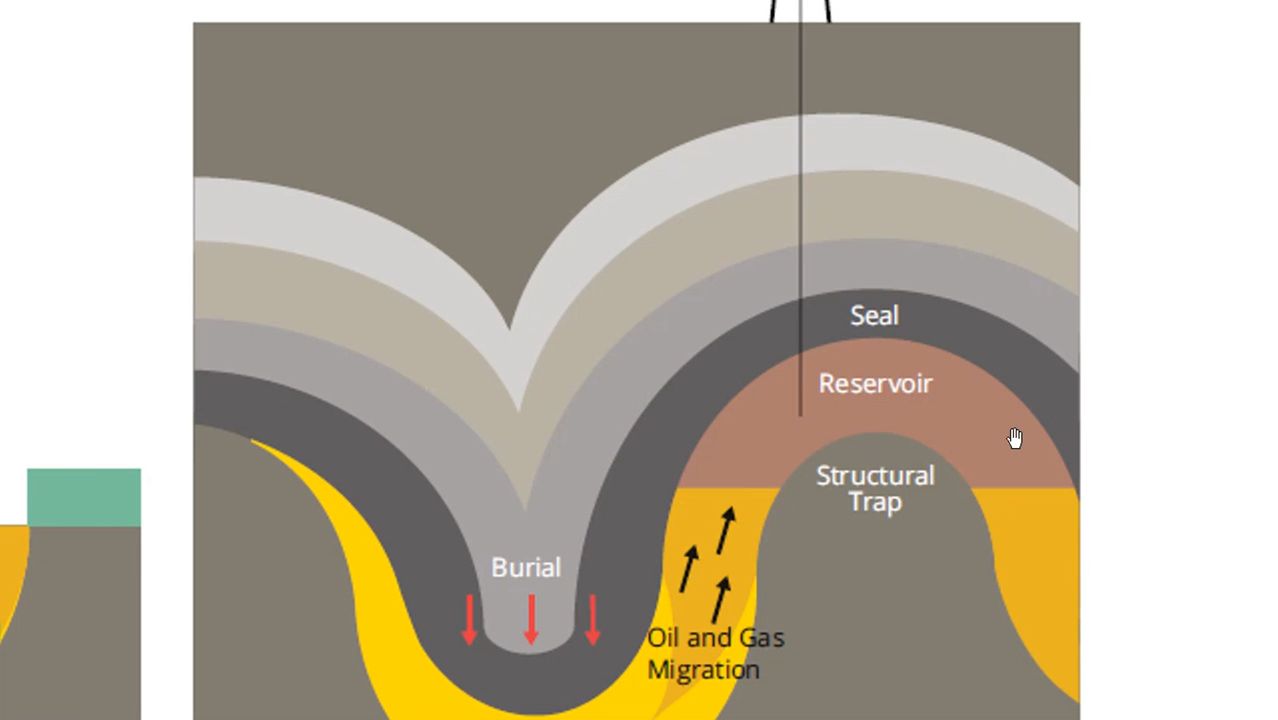 Seal
Reservoir
Structural
Trap
Burial
Oil and Gas
Migration